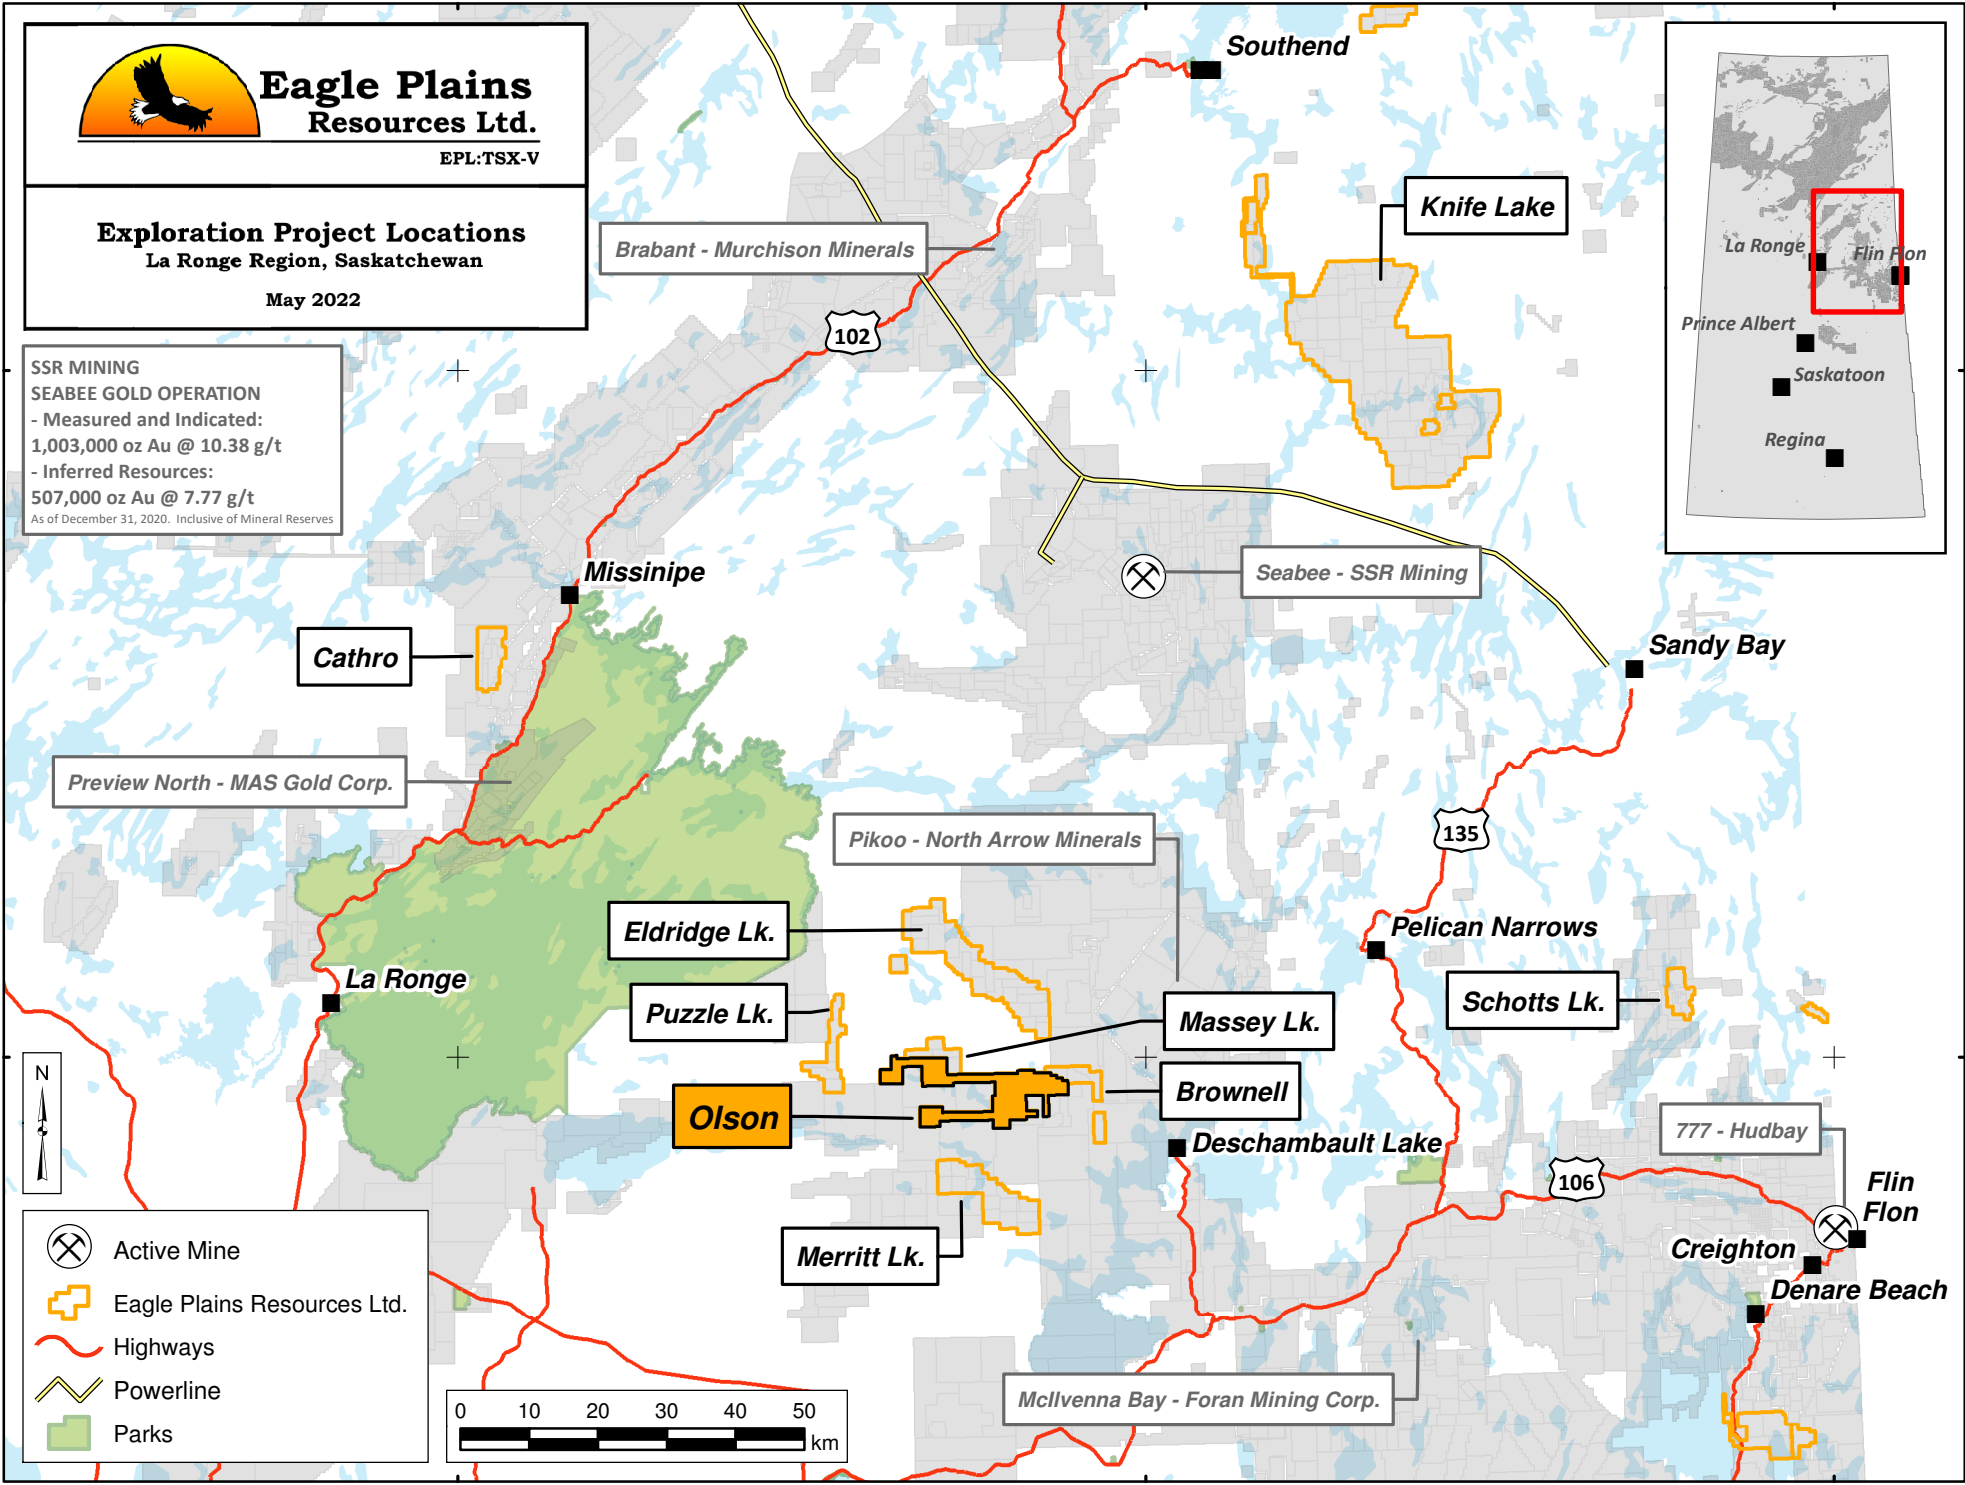 Eagle Plains
Resources Ltd.
EPL:TSX-V
Exploration Project Locations
La Ronge Region, Saskatchewan
May 2022
SSR MINING
SEABEE GOLD OPERATION
- Measured and Indicated:
1,003,000 oz Au @ 10.38 g/t
- Inferred Resources:
507,000 oz Au @ 7.77 g/t
As of December 31, 2020. Inclusive of Mineral Reserves
Southend
Knife Lake
Brabant - Murchison Minerals
102
La Ronge
Flin Flon
Prince Albert
Saskatoon
Regina
Missinipe
Seabee - SSR Mining
Cathro
Sandy Bay
Preview North - MAS Gold Corp.
135
Pikoo - North Arrow Minerals
Eldridge Lk.
Pelican Narrows
La Ronge
Puzzle Lk.
Massey Lk.
Schotts Lk.
Brownell
Olson
Deschambault Lake
777 - Hudbay
106
Flin
Flon
Merritt Lk.
Creighton
Denare Beach
McIlvenna Bay - Foran Mining Corp.
N
Active Mine
Eagle Plains Resources Ltd.
Highways
Powerline
Parks
0 10 20 30 40 50
km